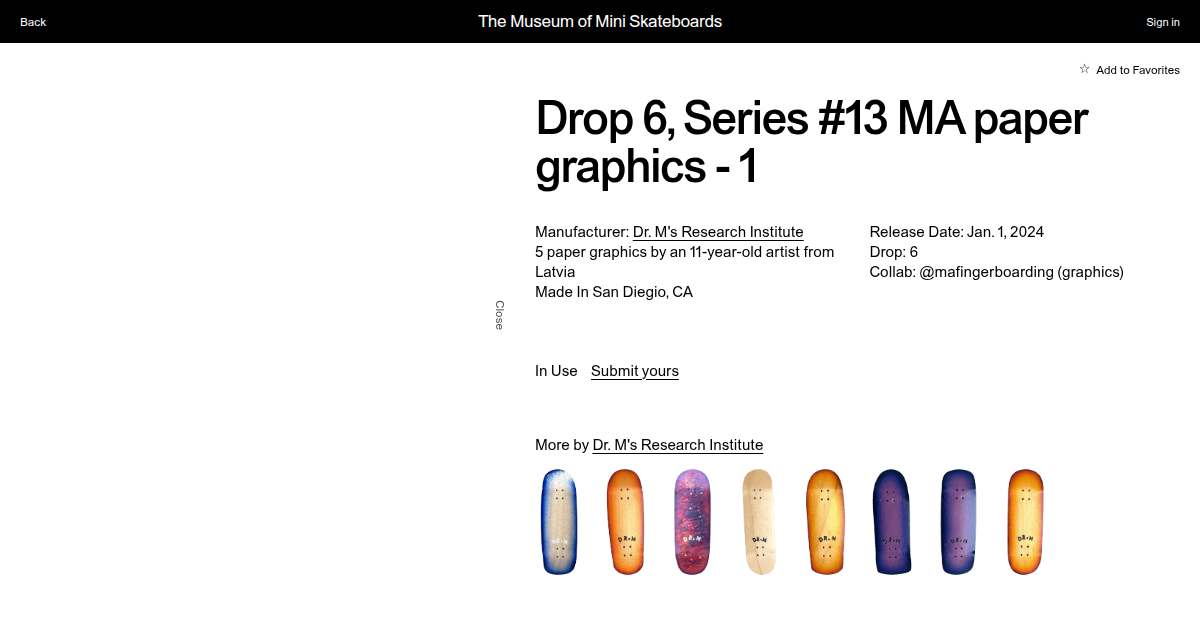 Back
The Museum of Mini Skateboards
Sign in
☆ Add to Favorites
Drop 6, Series #13 MA paper
graphics - 1
Manufacturer: Dr. M's Research Institute
5 paper graphics by an 11-year-old artist from
Latvia
Made In San Diegio, CA
Release Date: Jan. 1, 2024
Drop: 6
Collab: @mafingerboarding (graphics)
Close
In Use Submit yours
More by Dr. M's Research Institute